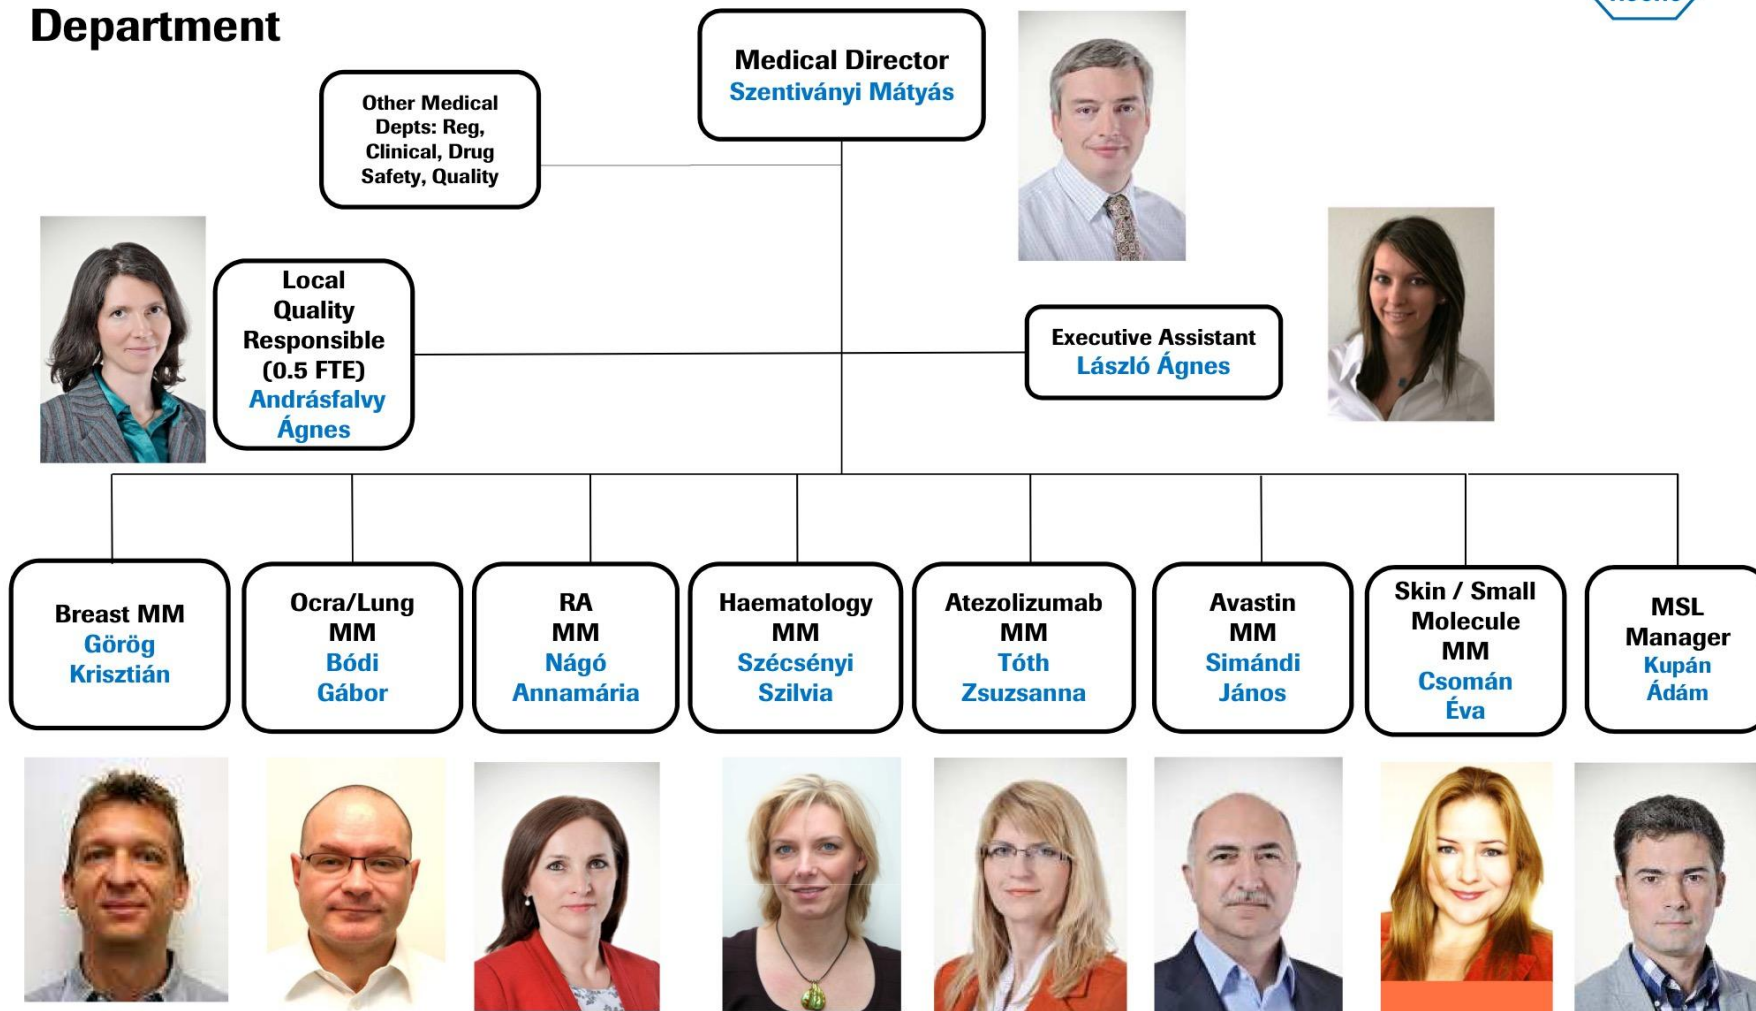 Department
Medical Director
Szentiványi Mátyás
Other Medical
Depts: Reg,
Clinical, Drug
Safety, Quality
Local
Quality
Responsible
(0.5 FTE)
Andrásfalvy
Ágnes
Executive Assistant
László Ágnes
Breast MM
Görög
Krisztián
Ocra/Lung
MM
Bódi
Gábor
RA
MM
Nágó
Annamária
Haematology
MM
Szécsényi
Szilvia
Atezolizumab
MM
Tóth
Zsuzsanna
Avastin
MM
Simándi
János
Skin / Small
Molecule
MM
Csomán
Éva
MSL
Manager
Kupán
Ádám